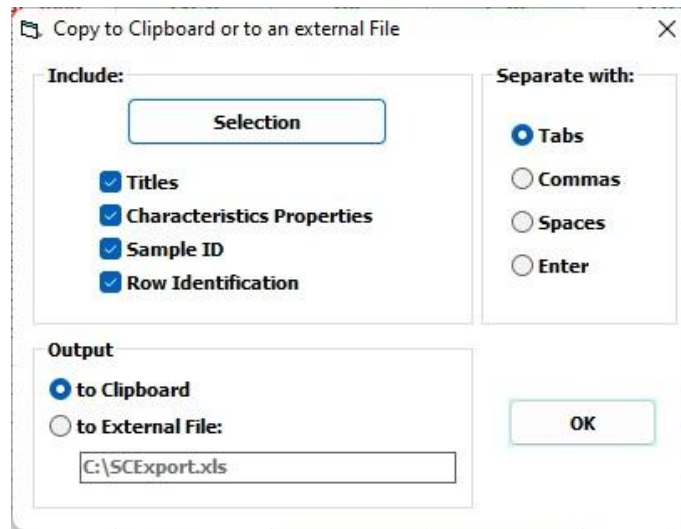 Copy to Clipboard or to an external File
Include:
Selection
Titles
Characteristics Properties
Sample ID
Row Identification
Separate with:
Tabs
Commas
Spaces
Enter
Output
to Clipboard
to External File:
C:\SCExport.xls
OK